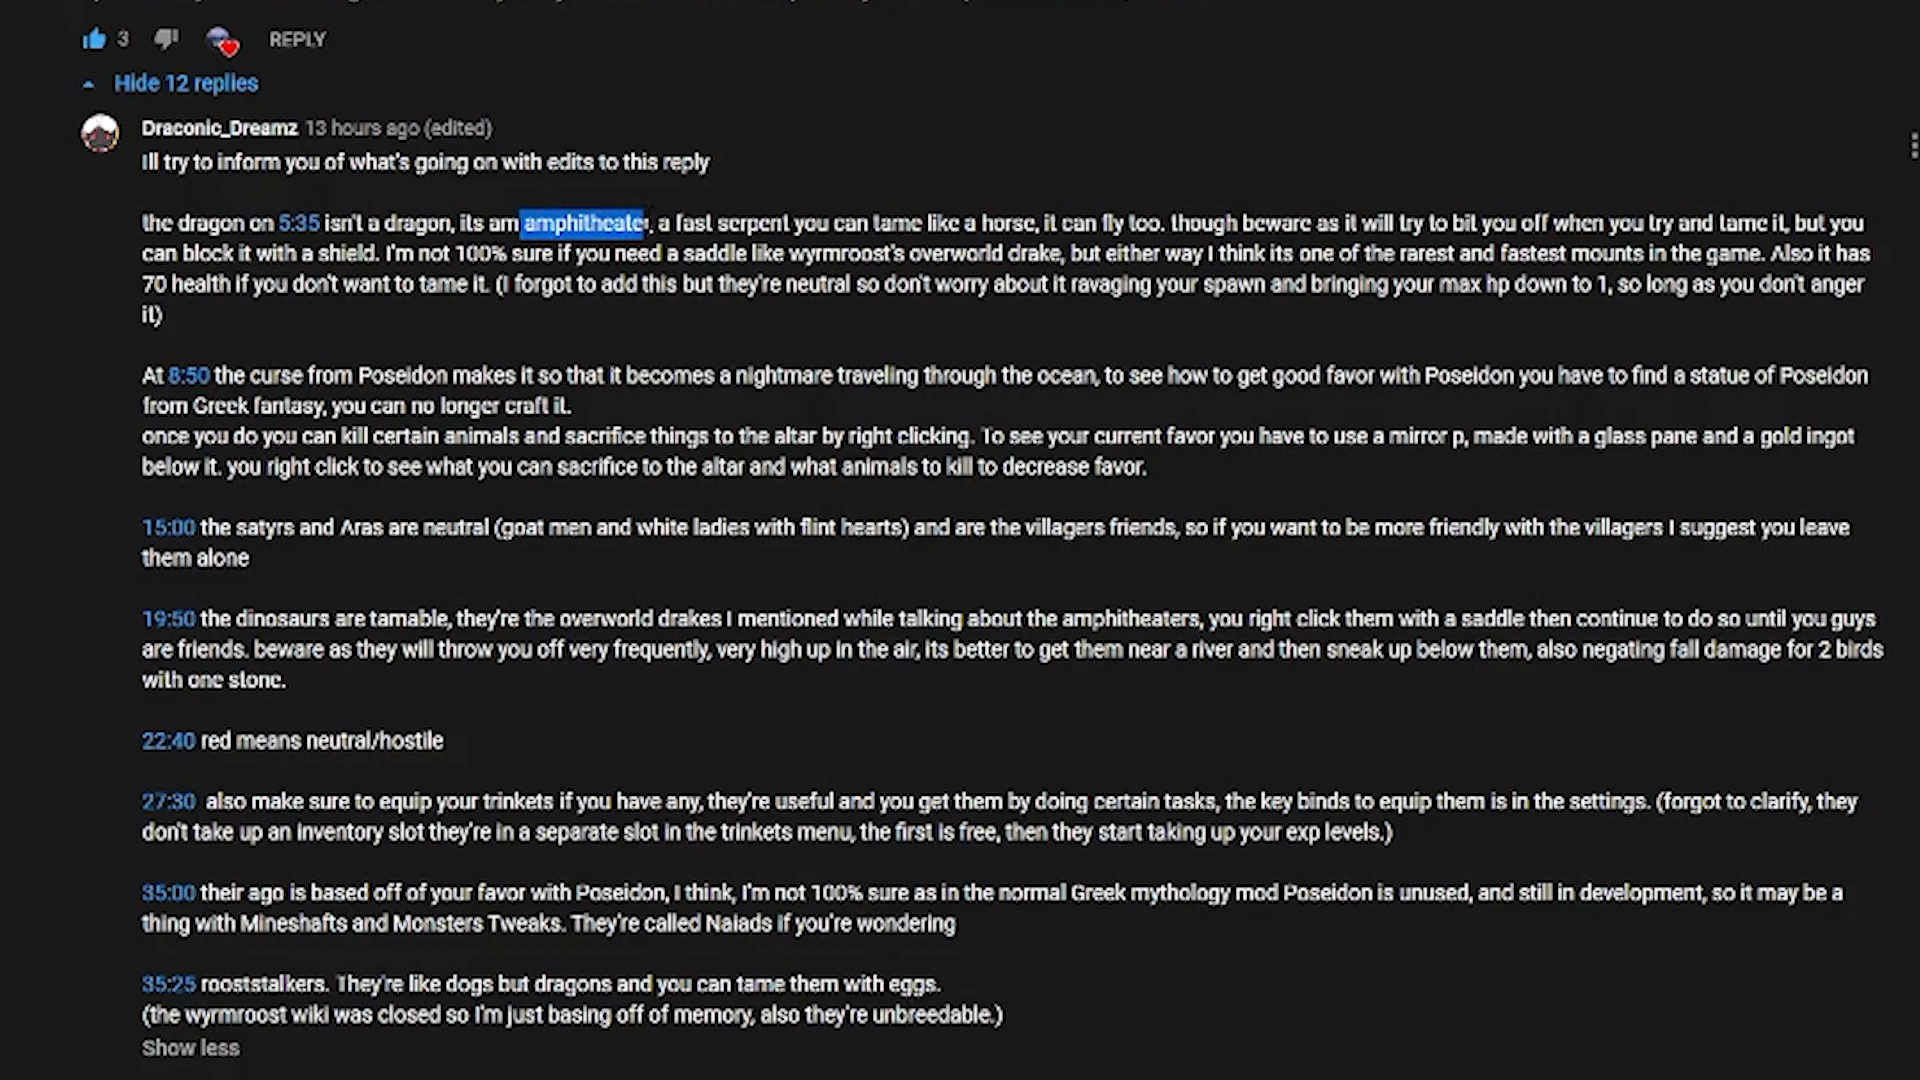 3 REPLY
Hide 12 replies
Draconic_Dreamz 13 hours ago (edited)
Ill try to inform you of what's going on with edits to this reply
the dragon on 5:35 isn't a dragon, its am amphitheater, a fast serpent you can tame like a horse, it can fly too. though beware as it will try to bit you off when you try and tame it, but you
can block it with a shield. I'm not 100% sure if you need a saddle like wyrmroost's overworld drake, but either way I think its one of the rarest and fastest mounts in the game. Also it has
70 health if you don't want to tame it. (I forgot to add this but they're neutral so don't worry about it ravaging your spawn and bringing your max hp down to 1, so long as you don't anger
it)
At 8:50 the curse from Poseidon makes it so that it becomes a nightmare traveling through the ocean, to see how to get good favor with Poseidon you have to find a statue of Poseidon
from Greek fantasy, you can no longer craft it.
once you do you can kill certain animals and sacrifice things to the altar by right clicking. To see your current favor you have to use a mirror p, made with a glass pane and a gold ingot
below it. you right click to see what you can sacrifice to the altar and what animals to kill to decrease favor.
15:00 the satyrs and Aras are neutral (goat men and white ladies with flint hearts) and are the villagers friends, so if you want to be more friendly with the villagers I suggest you leave
them alone
19:50 the dinosaurs are tamable, they're the overworld drakes I mentioned while talking about the amphitheaters, you right click them with a saddle then continue to do so until you guys
are friends. beware as they will throw you off very frequently, very high up in the air, its better to get them near a river and then sneak up below them, also negating fall damage for 2 birds
with one stone.
22:40 red means neutral/hostile
27:30 also make sure to equip your trinkets if you have any, they're useful and you get them by doing certain tasks, the key binds to equip them is in the settings. (forgot to clarify, they
don't take up an inventory slot they're in a separate slot in the trinkets menu, the first is free, then they start taking up your exp levels.)
35:00 their ago is based off of your favor with Poseidon, I think, I'm not 100% sure as in the normal Greek mythology mod Poseidon is unused, and still in development, so it may be a
thing with Mineshafts and Monsters Tweaks. They're called Naiads if you're wondering
35:25 rooststalkers. They're like dogs but dragons and you can tame them with eggs.
(the wyrmroost wiki was closed so I'm just basing off of memory, also they're unbreedable.)
Show less